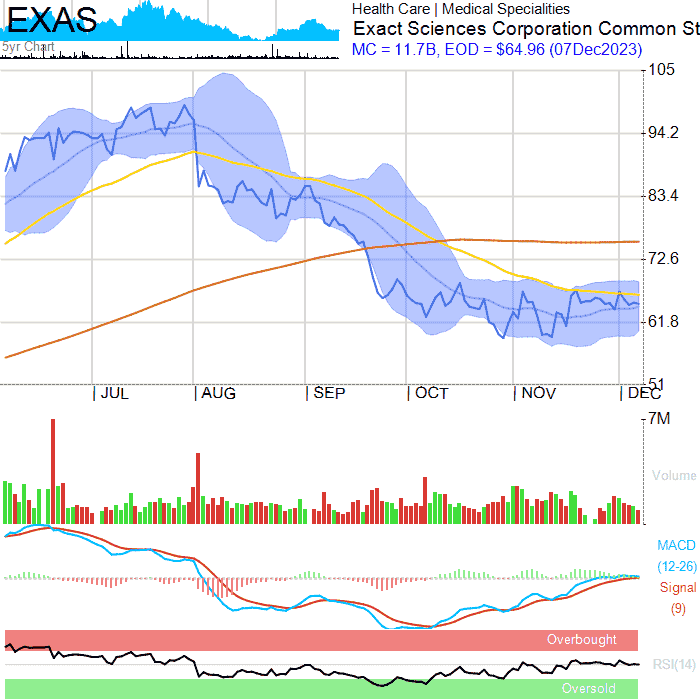 EXAS
5yr Chart
Health Care | Medical Specialities
Exact Sciences Corporation Common St
MC = 11.7B, EOD = $64.96 (07Dec2023)
105
94.2
83.4
72.6
61.8
51
| JUL | AUG | SEP | OCT | NOV | DEC
7M
Volume
MACD
(12-26)
Signal
(9)
Overbought
RSI(14)
Oversold